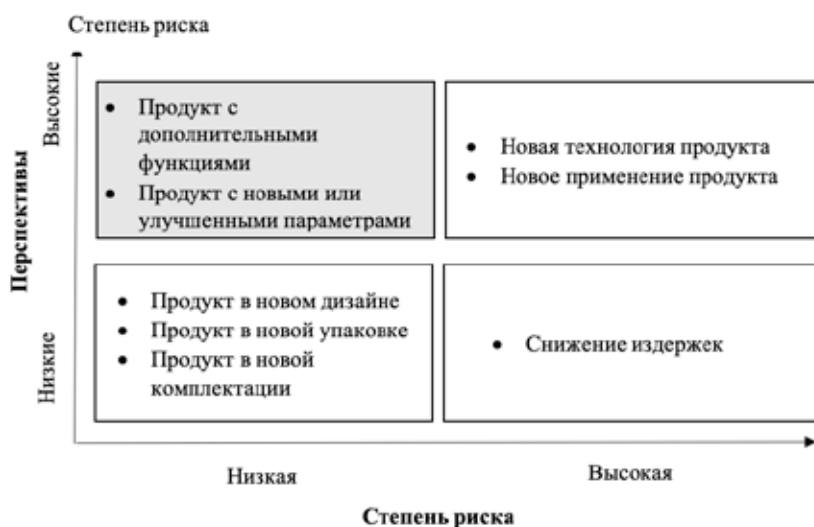 Степень риска
Перспективы
Высокие
Низкие
Продукт с
дополнительными
функциями
Продукт с новыми или
улучшенными параметрами
Новая технология продукта
Новое применение продукта
Продукт в новом дизайне
Продукт в новой упаковке
Продукт в новой
комплектации
Снижение издержек
Низкая
Высокая
Степень риска